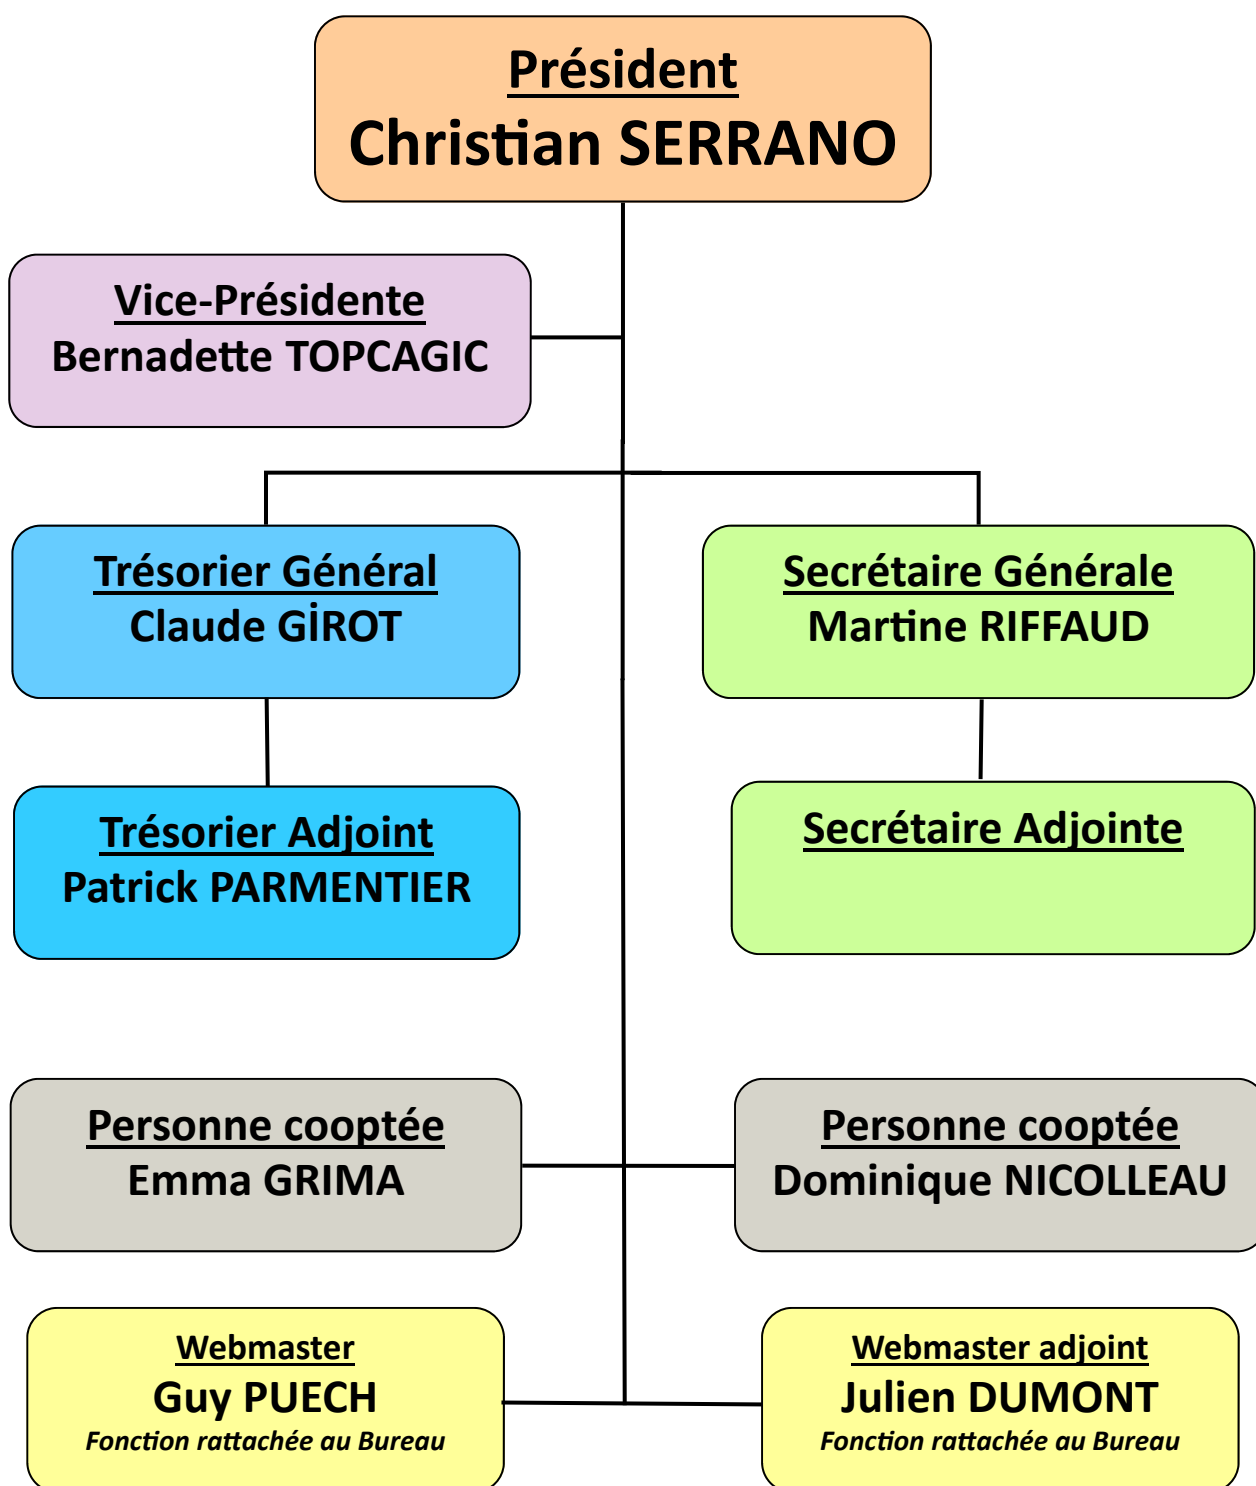 Président
Christian SERRANO
Vice-Présidente
Bernadette TOPCAGIC
Trésorier Général
Claude GİROT
Secrétaire Générale
Martine RIFFAUD
Trésorier Adjoint
Patrick PARMENTIER
Secrétaire Adjointe
Personne cooptée
Emma GRIMA
Personne cooptée
Dominique NICOLLEAU
Webmaster
Guy PUECH
Fonction rattachée au Bureau
Webmaster adjoint
Julien DUMONT
Fonction rattachée au Bureau